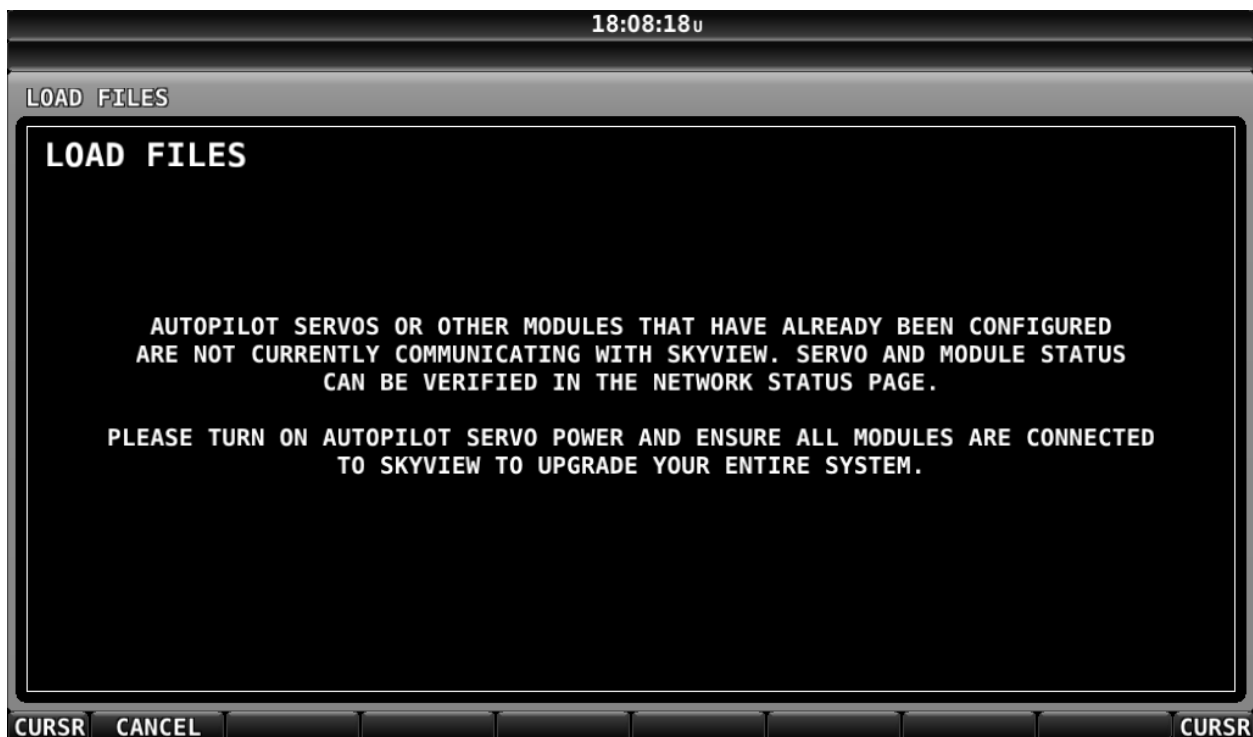 18:08:18U
LOAD FILES
LOAD FILES
AUTOPILOT SERVOS OR OTHER MODULES THAT HAVE ALREADY BEEN CONFIGURED
ARE NOT CURRENTLY COMMUNICATING WITH SKYVIEW. SERVO AND MODULE STATUS
CAN BE VERIFIED IN THE NETWORK STATUS PAGE.
PLEASE TURN ON AUTOPILOT SERVO POWER AND ENSURE ALL MODULES ARE CONNECTED
TO SKYVIEW TO UPGRADE YOUR ENTIRE SYSTEM.
CURSR CANCEL CURSR